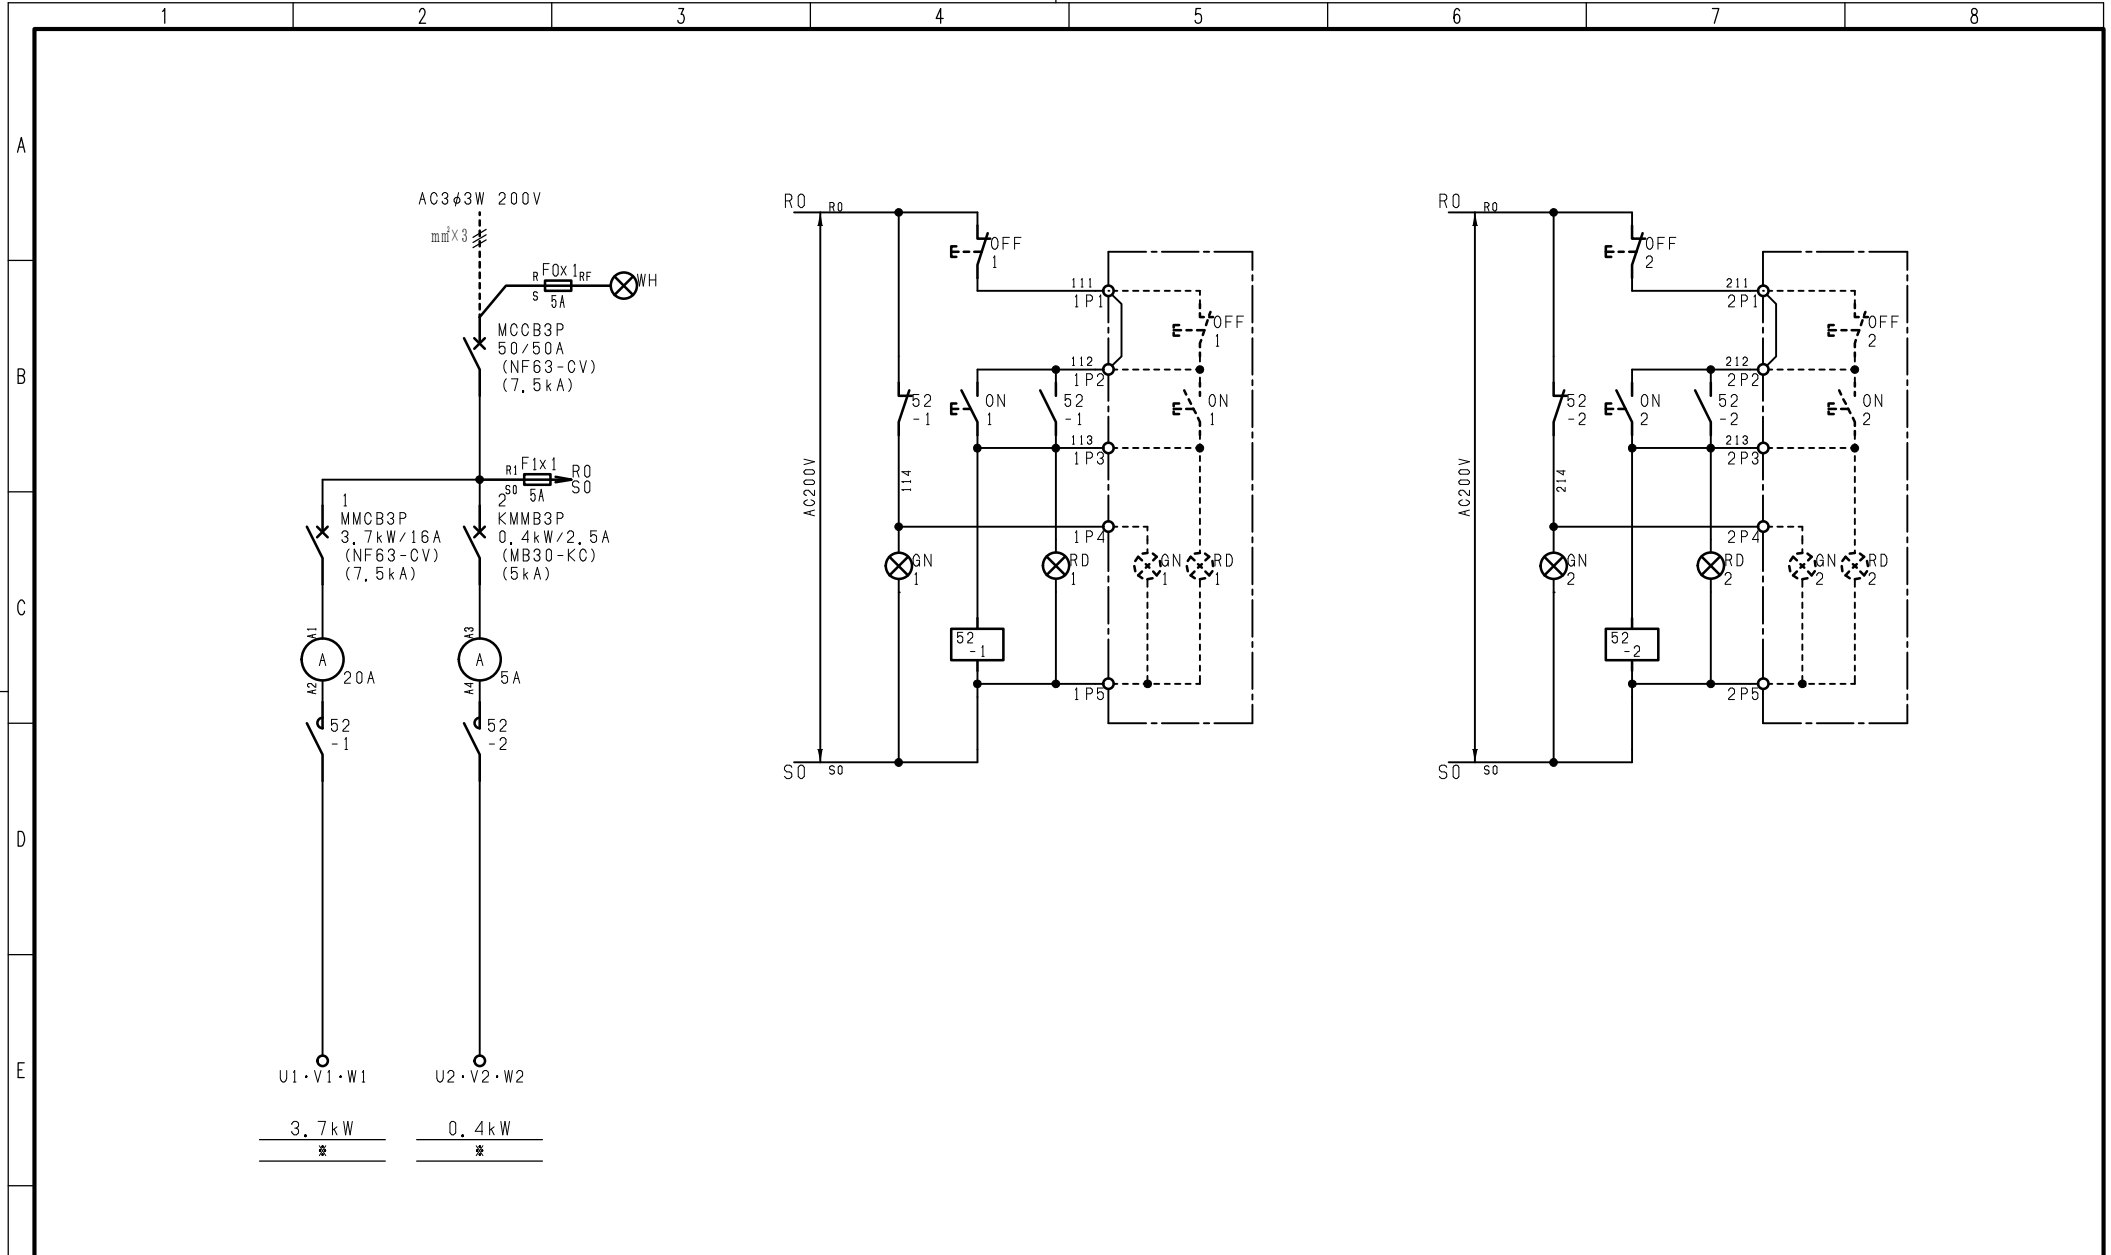 1 2 3 4 5 6 7 8
A
B
C
D
E
AC3φ3W 200V
mm²×3
R F0x1 RF
S 5A
WH
MCCB3P
50/50A
(NF63-CV)
(7.5kA)
R1 F1x1 R0
S0 5A S0
1
MMCB3P
3.7kW/16A
(NF63-CV)
(7.5kA)
2
KMMB3P
0.4kW/2.5A
(MB30-KC)
(5kA)
A1
A
A2
20A
A3
A
A4
5A
52
-1
52
-2
U1・V1・W1
U2・V2・W2
3.7kW
※
0.4kW
※
R0 R0
OFF
1
111
1P1
OFF
1
112
1P2
52
-1
ON
1
52
-1
ON
1
113
1P3
AC200V
114
1P4
GN
1
RD
1
GN
1
RD
1
52
-1
1P5
S0 S0
R0 R0
OFF
2
211
2P1
OFF
2
212
2P2
52
-2
ON
2
52
-2
ON
2
213
2P3
AC200V
214
2P4
GN
2
RD
2
GN
2
RD
2
52
-2
2P5
S0 S0